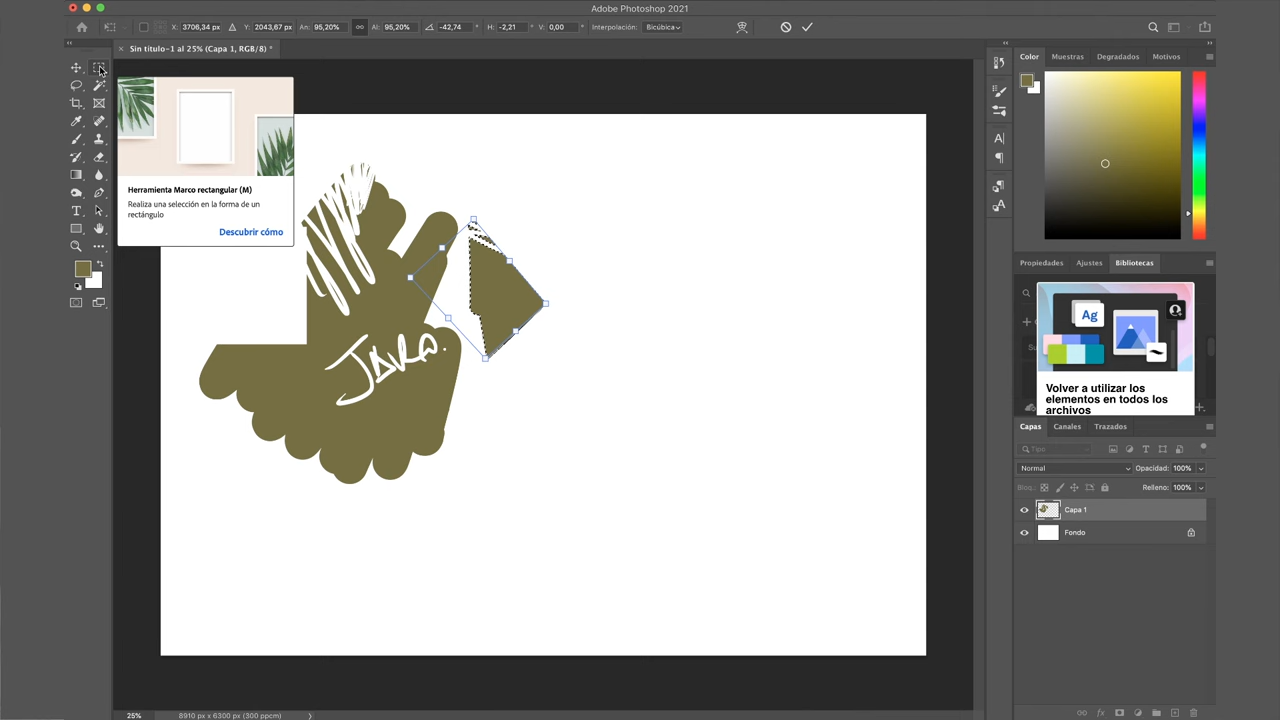 Adobe Photoshop 2021
X: 3706,34 px Y: 2043,67 px An: 95,20% Al: 95,20% -42,74 ° H: -2,21 ° V: 0,00 ° Interpolación: Bicúbica
Sin título-1 al 25% (Capa 1, RGB/8) *
Color Muestras Degradados Motivos
Herramienta Marco rectangular (M)
Realiza una selección en la forma de un
rectángulo
Descubrir cómo
Jaro.
Propiedades Ajustes Bibliotecas
Ag
Volver a utilizar los
elementos en todos los
archivos
Capas Canales Trazados
Tipo
Normal Opacidad: 100%
Bloq.: Relleno: 100%
Capa 1
Fondo
25% 8910 px x 6300 px (300 ppcm)